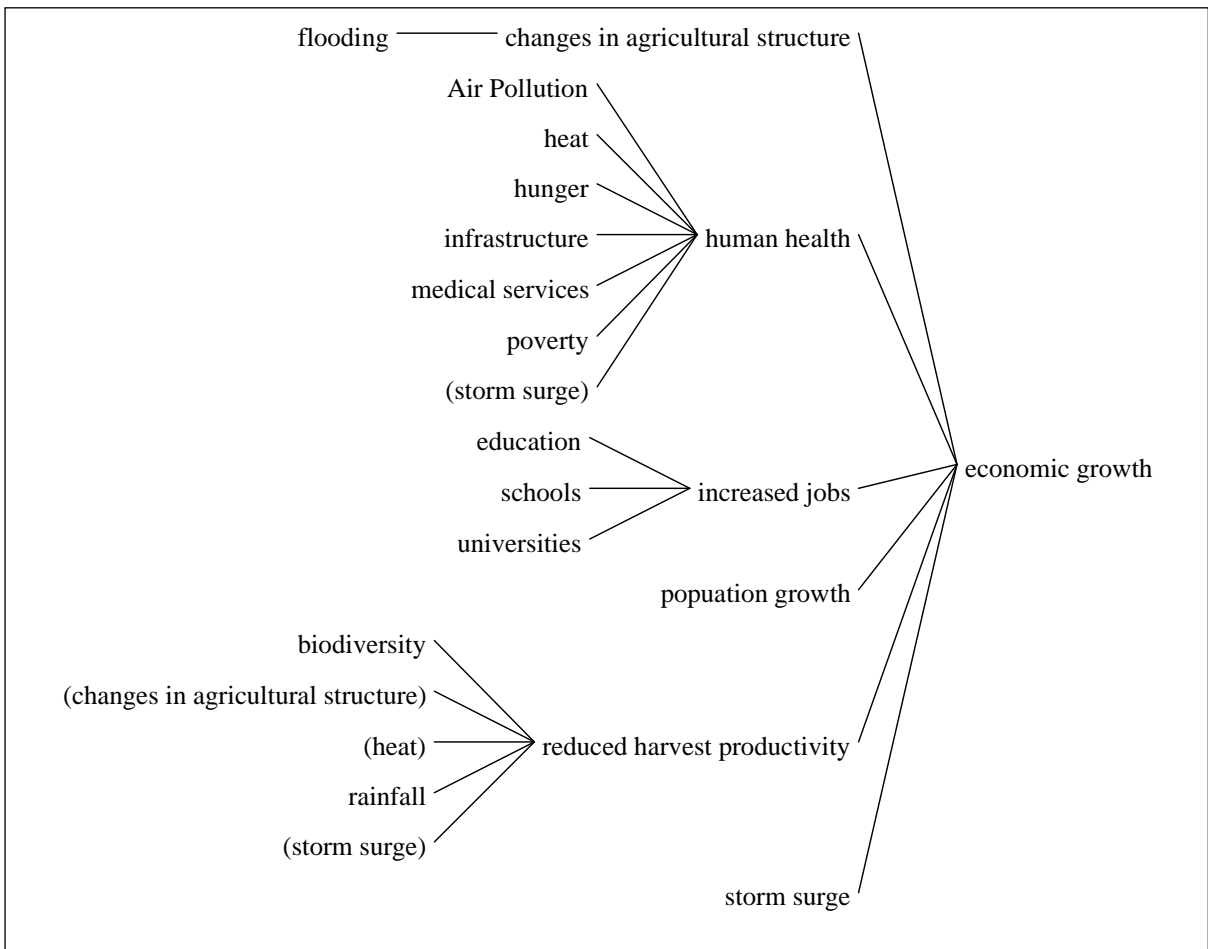 flooding changes in agricultural structure
Air Pollution
heat
hunger
infrastructure
human health
medical services
poverty
(storm surge)
education
economic growth
schools
increased jobs
universities
popuation growth
biodiversity
(changes in agricultural structure)
(heat)
reduced harvest productivity
rainfall
(storm surge)
storm surge